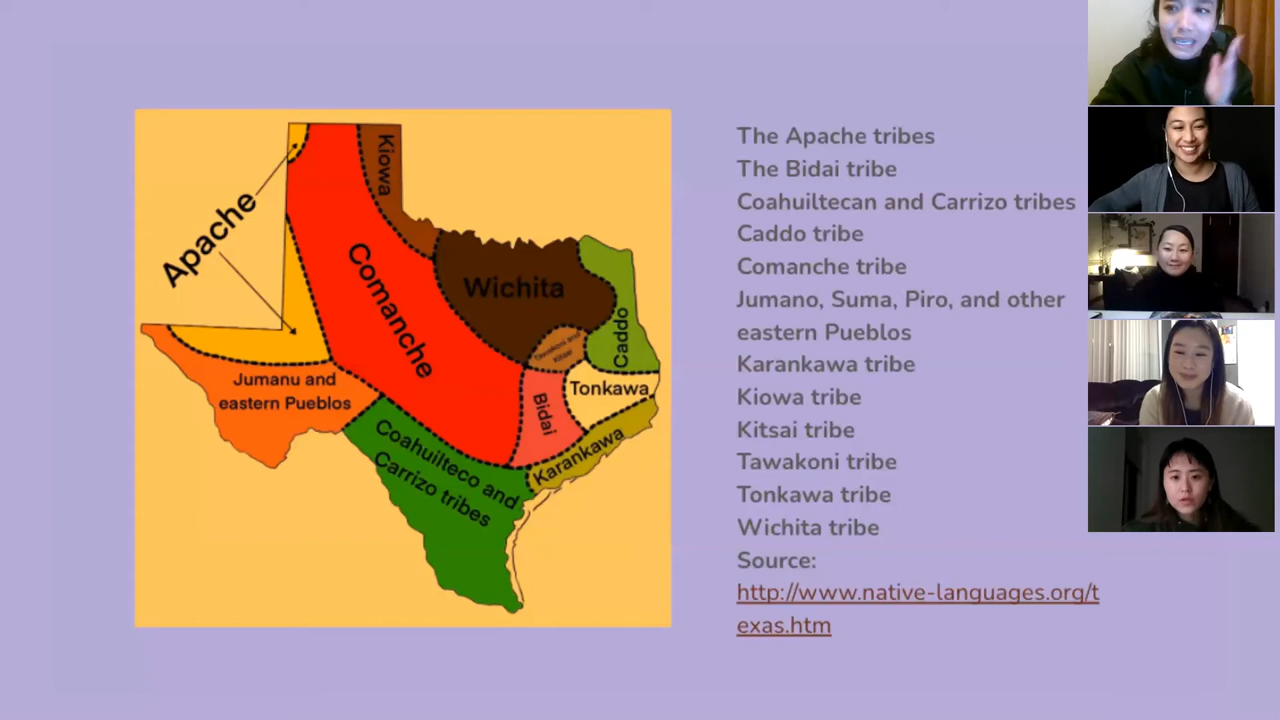 Kiowa
Apache
Comanche
Wichita
Caddo
Tawakoni and
Kitsai
Tonkawa
Bidai
Jumanu and
eastern Pueblos
Karankawa
Coahuilteco and
Carrizo tribes
The Apache tribes
The Bidai tribe
Coahuiltecan and Carrizo tribes
Caddo tribe
Comanche tribe
Jumano, Suma, Piro, and other
eastern Pueblos
Karankawa tribe
Kiowa tribe
Kitsai tribe
Tawakoni tribe
Tonkawa tribe
Wichita tribe
Source:
http://www.native-languages.org/t
exas.htm